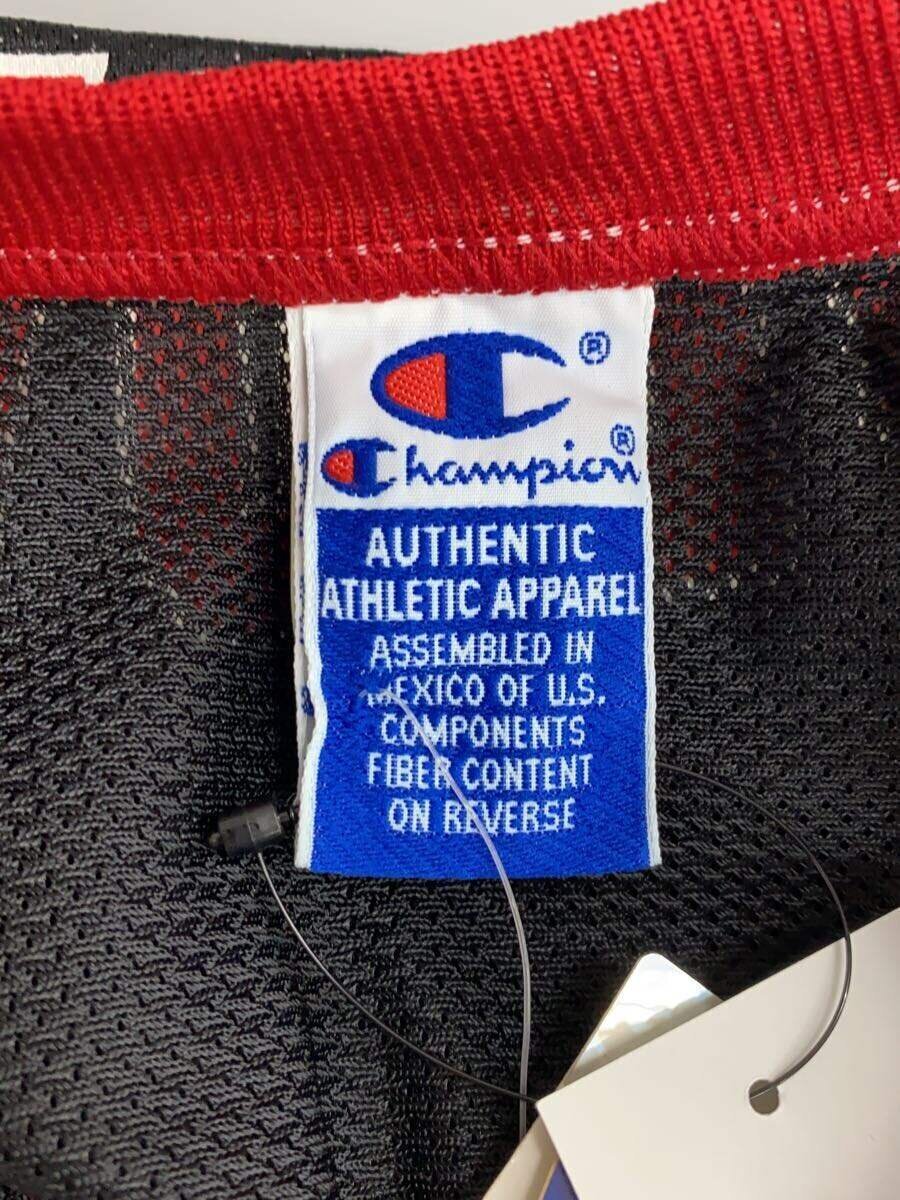 ®
Champion®
AUTHENTIC
ATHLETIC APPAREL
ASSEMBLED IN
MEXICO OF U.S.
COMPONENTS
FIBER CONTENT
ON REVERSE